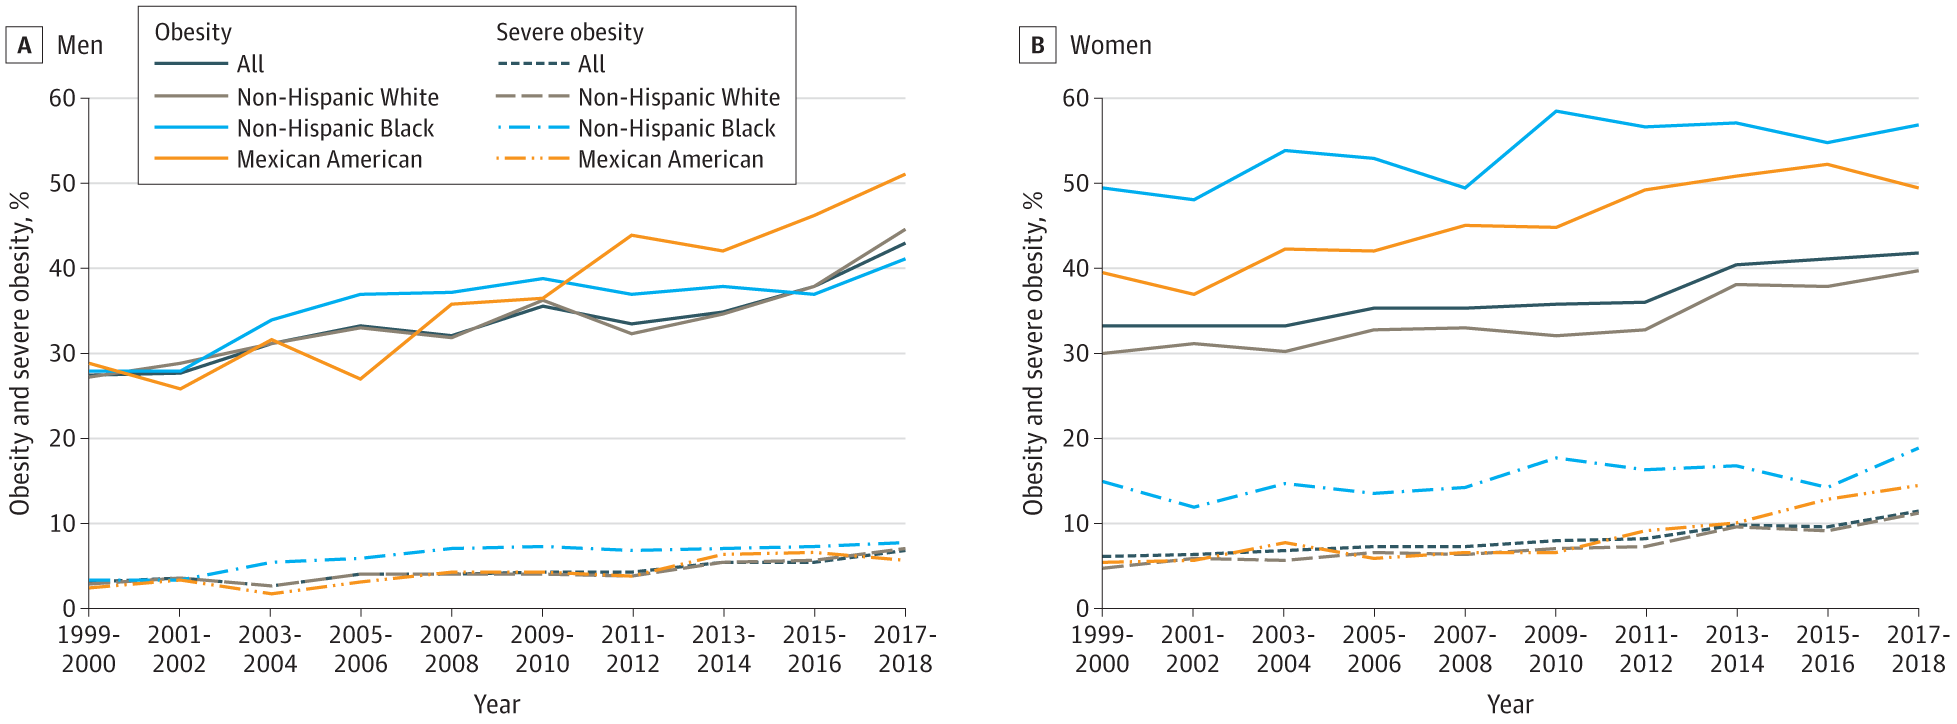 A Men
Obesity
Severe obesity
All
All
Non-Hispanic White
Non-Hispanic White
Non-Hispanic Black
Non-Hispanic Black
Mexican American
Mexican American
Obesity and severe obesity, %
60
50
40
30
20
10
0
1999-2000
2001-2002
2003-2004
2005-2006
2007-2008
2009-2010
2011-2012
2013-2014
2015-2016
2017-2018
Year
B Women
Obesity and severe obesity, %
60
50
40
30
20
10
0
1999-2000
2001-2002
2003-2004
2005-2006
2007-2008
2009-2010
2011-2012
2013-2014
2015-2016
2017-2018
Year